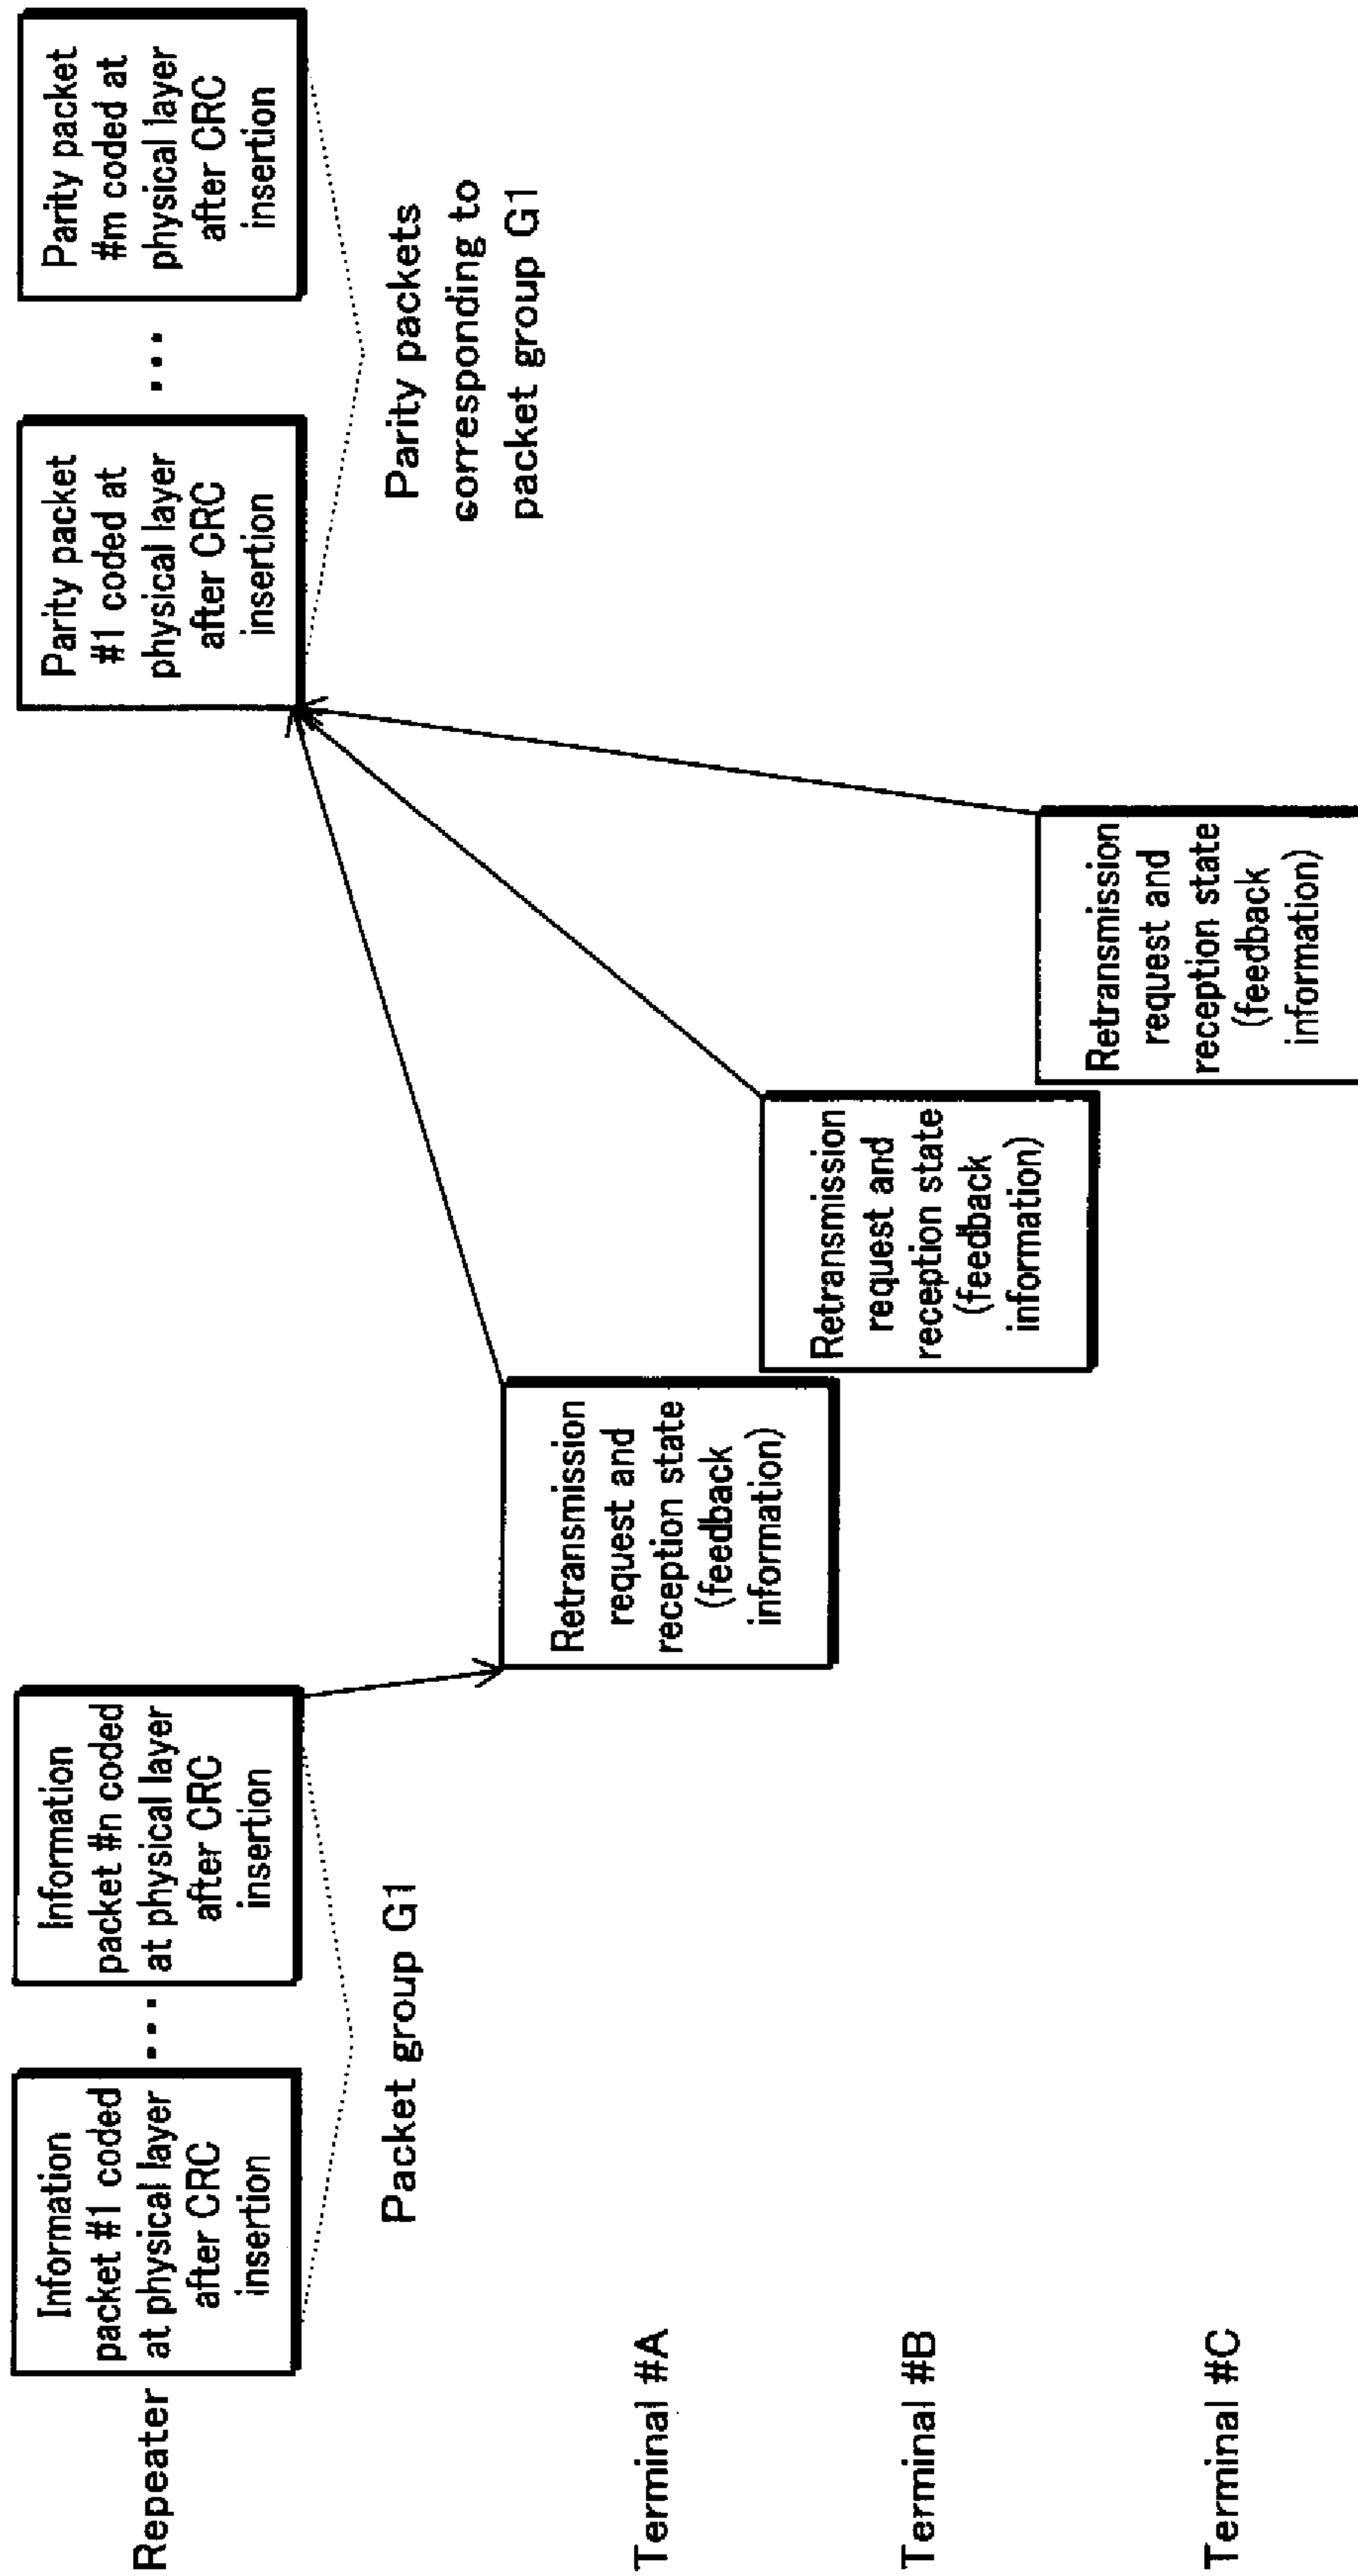 Repeater
Information
packet #1 coded
at physical layer
after CRC
insertion
...
Information
packet #n coded
at physical layer
after CRC
insertion
Packet group G1
Parity packet
#1 coded at
physical layer
after CRC
insertion
...
Parity packet
#m coded at
physical layer
after CRC
insertion
Parity packets
corresponding to
packet group G1
Terminal #A
Retransmission
request and
reception state
(feedback
information)
Terminal #B
Retransmission
request and
reception state
(feedback
information)
Terminal #C
Retransmission
request and
reception state
(feedback
information)